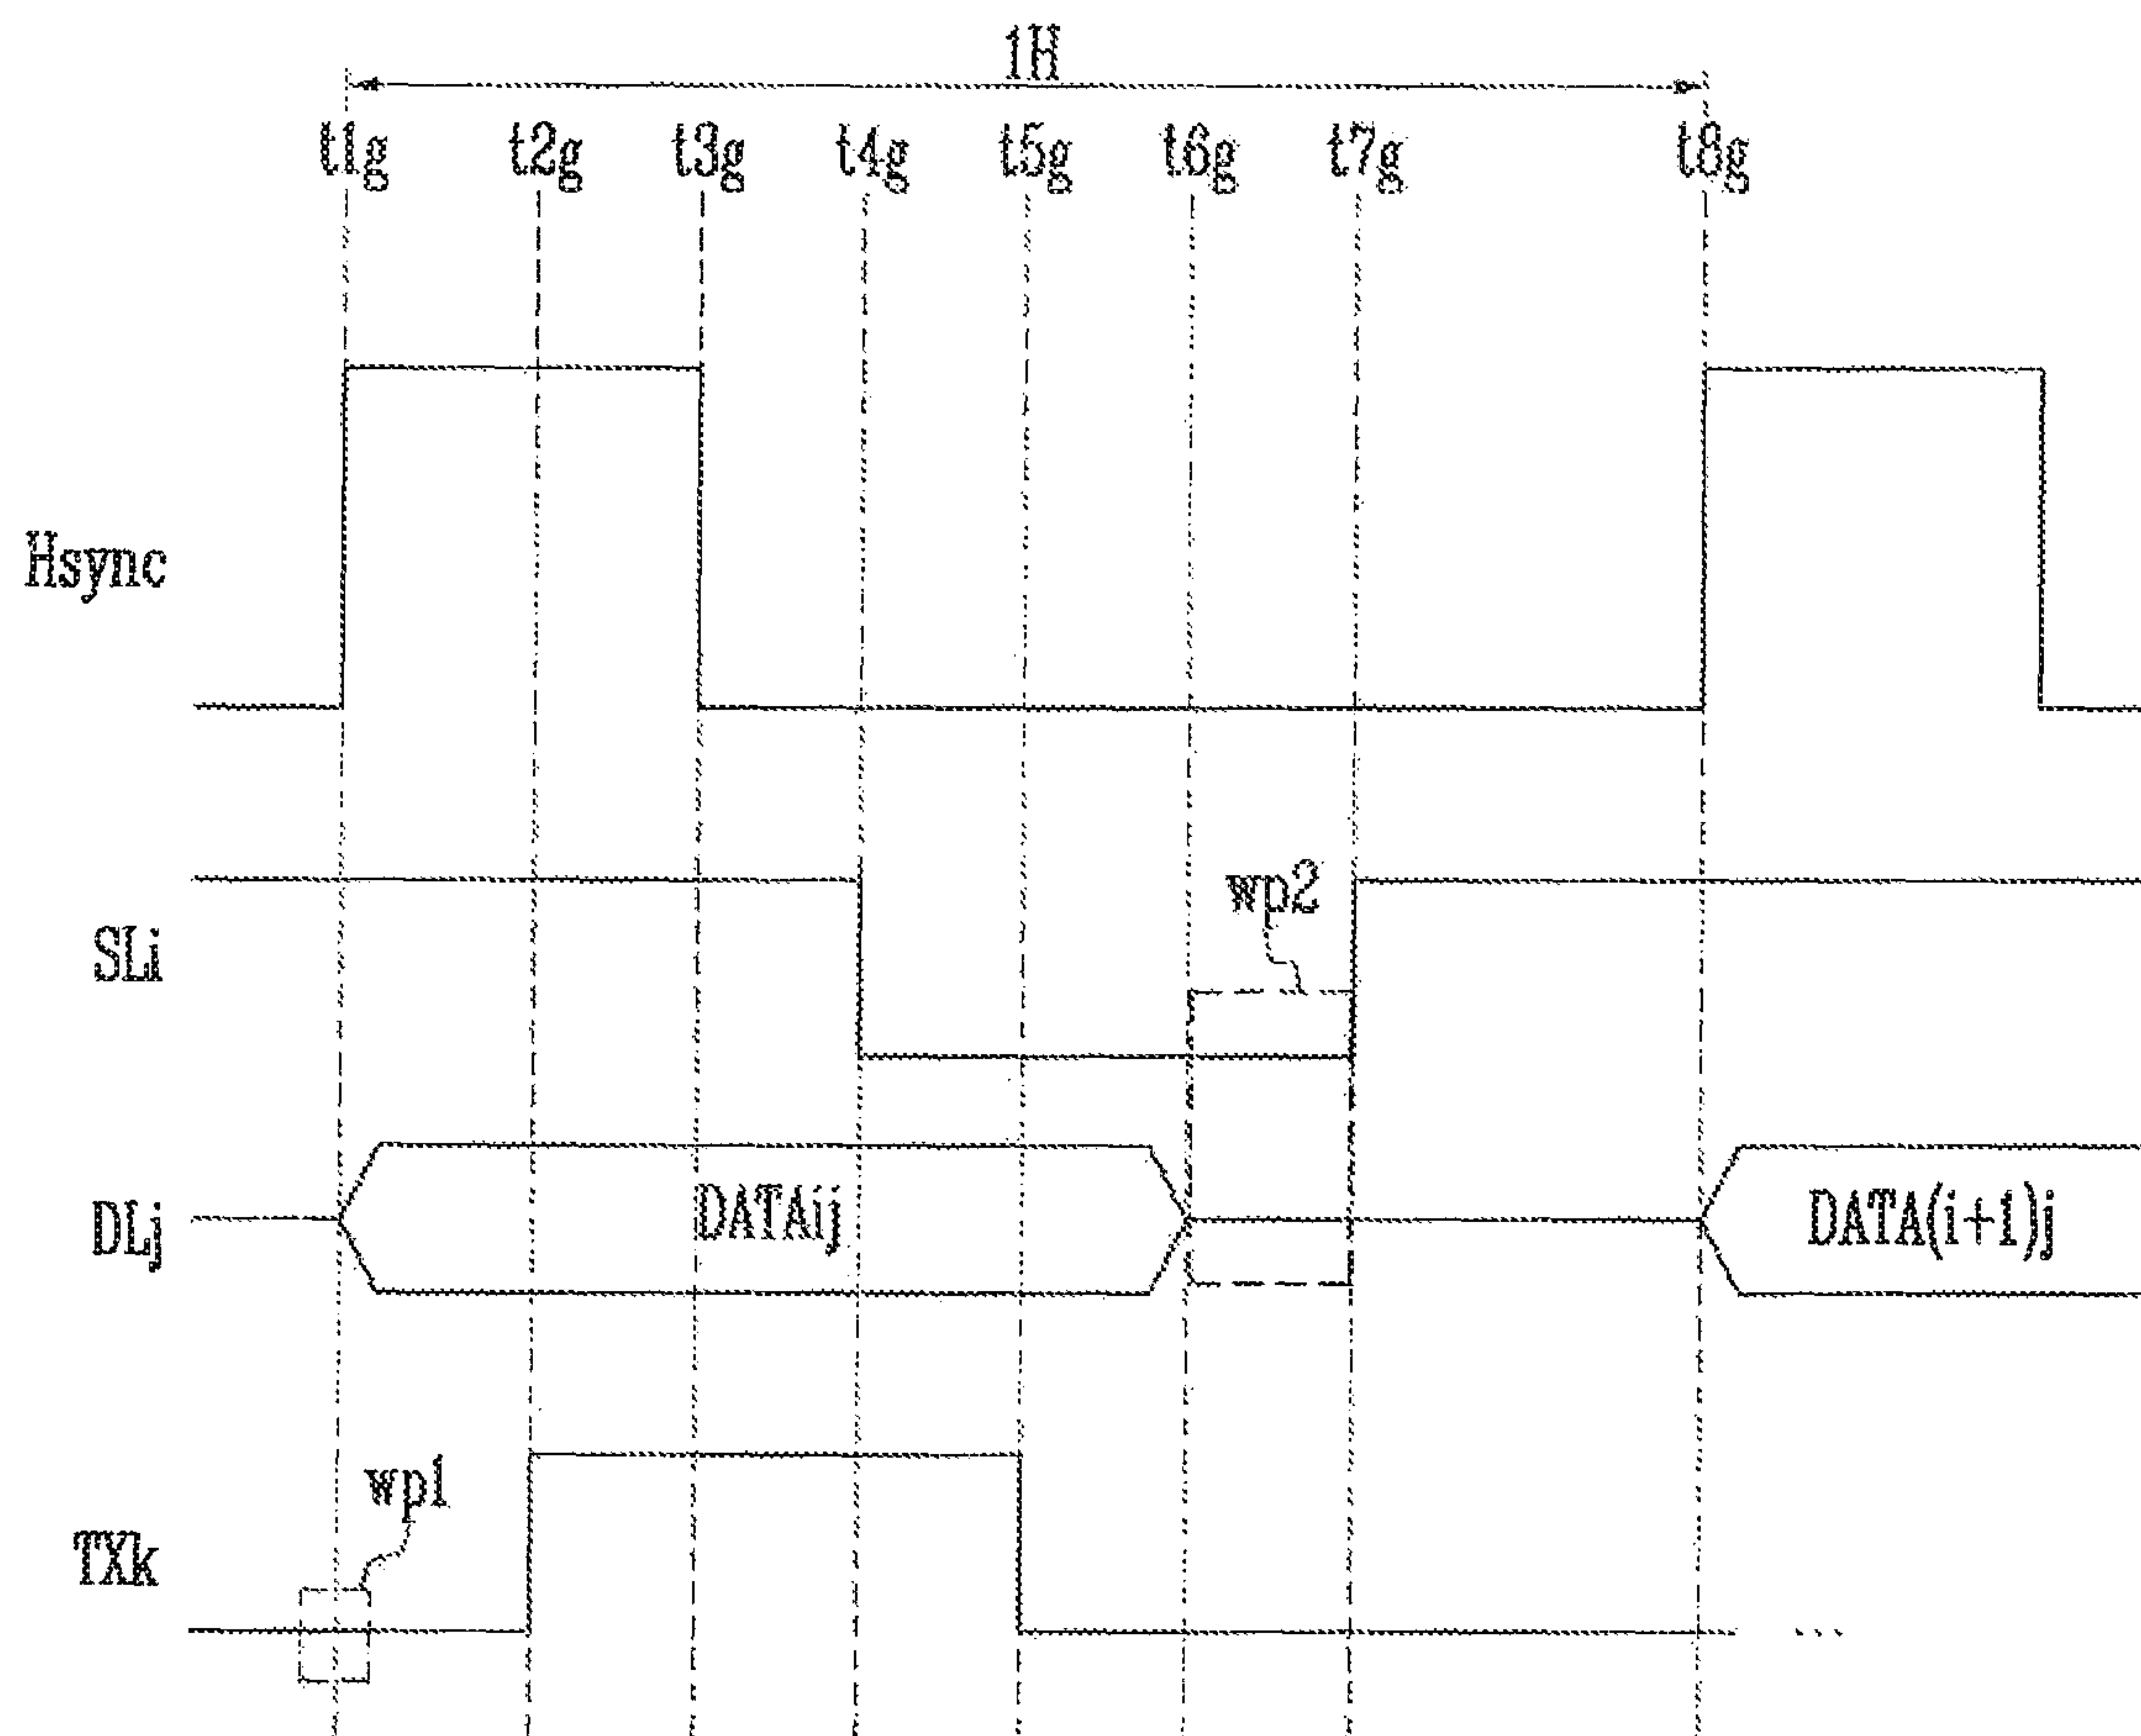 1H
t1g t2g t3g t4g t5g t6g t7g t8g
Hsync
wp2
SLi
DLj DATAij DATA(i+1)j
wp1
TXk